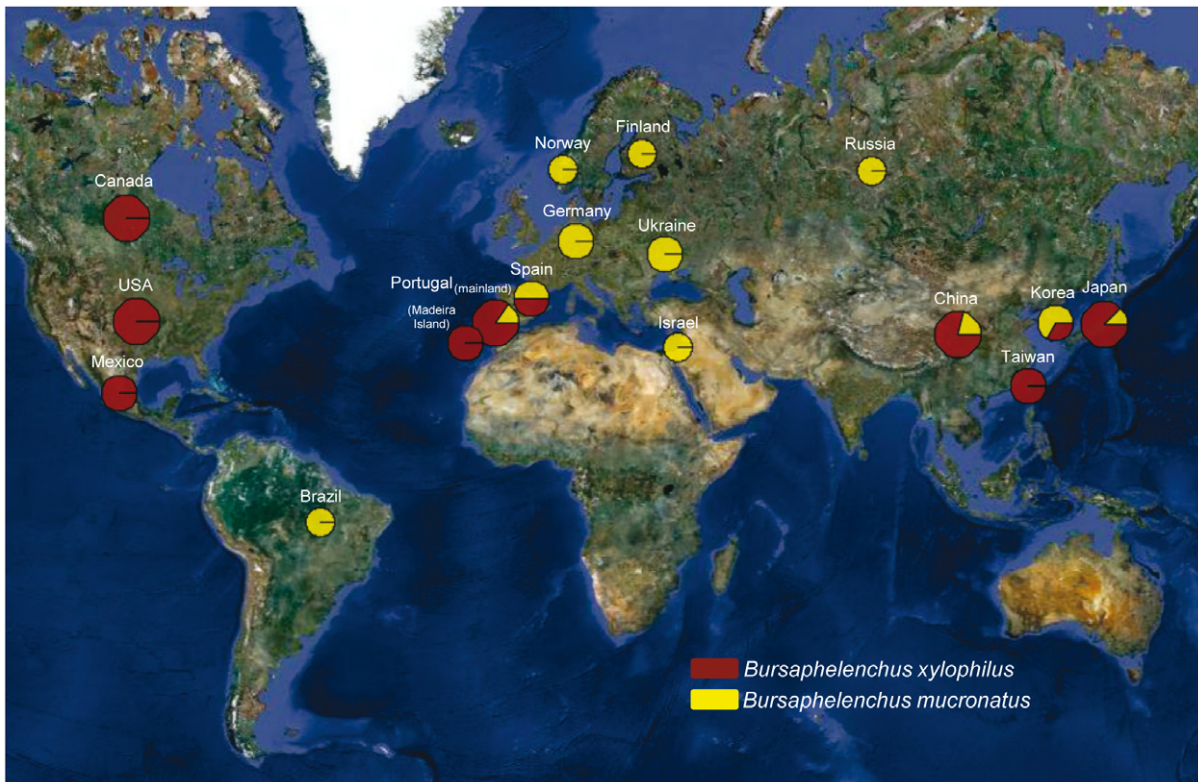 Finland
Norway
Russia
Canada
Germany
Ukraine
Spain
Portugal (mainland)
USA
(Madeira
Island)
China
Korea
Japan
Israel
Mexico
Taiwan
Brazil
Bursaphelenchus xylophilus
Bursaphelenchus mucronatus